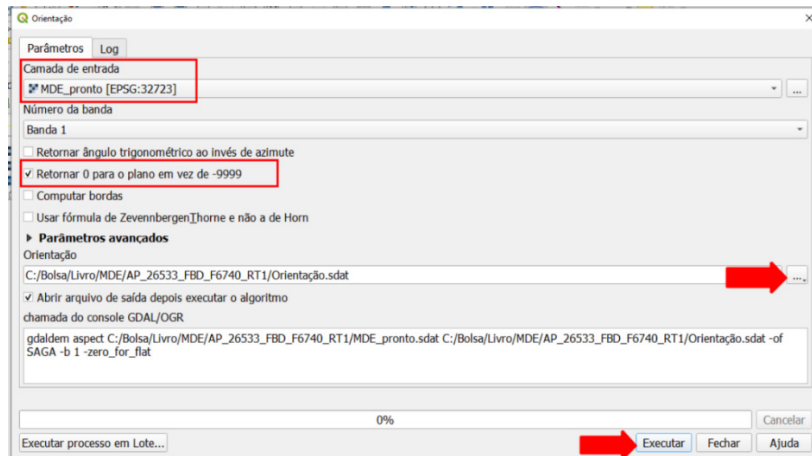 Orientação
Parâmetros Log
Camada de entrada
MDE_pronto [EPSG:32723]
...
Número da banda
Banda 1
Retornar ângulo trigonométrico ao invés de azimute
Retornar 0 para o plano em vez de -9999
Computar bordas
Usar fórmula de ZevennbergenThorne e não a de Horn
Parâmetros avançados
Orientação
C:/Bolsa/Livro/MDE/AP_26533_FBD_F6740_RT1/Orientação.sdat
...
Abrir arquivo de saída depois executar o algoritmo
chamada do console GDAL/OGR
gdaldem aspect C:/Bolsa/Livro/MDE/AP_26533_FBD_F6740_RT1/MDE_pronto.sdat C:/Bolsa/Livro/MDE/AP_26533_FBD_F6740_RT1/Orientação.sdat -of
SAGA -b 1 -zero_for_flat
0%
Cancelar
Executar processo em Lote...
Executar Fechar Ajuda